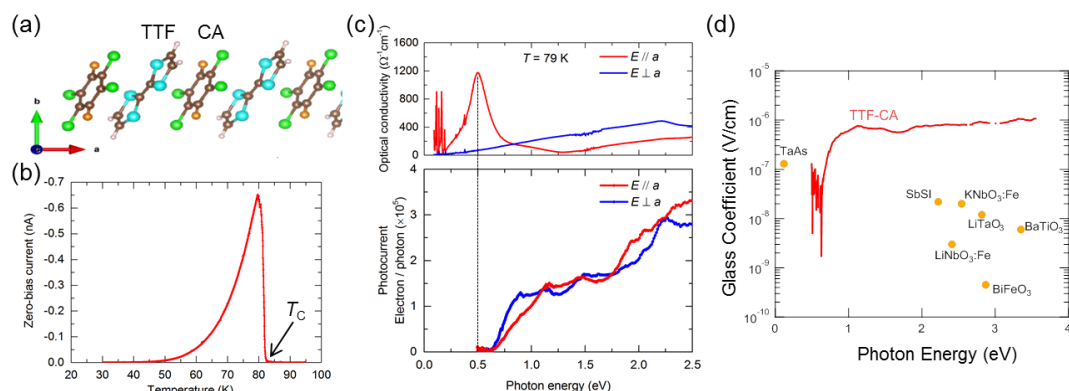 (a)
TTF CA
b
a
(b)
Zero-bias current (nA)
-0.7
-0.6
-0.5
-0.4
-0.3
-0.2
-0.1
0.0
T_C
20 30 40 50 60 70 80 90 100
Temperature (K)
(c)
Optical conductivity (Ω⁻¹cm⁻¹)
1600
1200
800
400
0
T = 79 K
E // a
E ⊥ a
Photocurrent
Electron / photon (×10⁵)
4
3
2
1
0
E // a
E ⊥ a
0.0 0.5 1.0 1.5 2.0 2.5
Photon energy (eV)
(d)
Glass Coefficient (V/cm)
10⁻⁵
10⁻⁶
10⁻⁷
10⁻⁸
10⁻⁹
10⁻¹⁰
TTF-CA
TaAs
SbSI
KNbO₃:Fe
LiTaO₃
BaTiO₃
LiNbO₃:Fe
BiFeO₃
0 1 2 3 4
Photon Energy (eV)